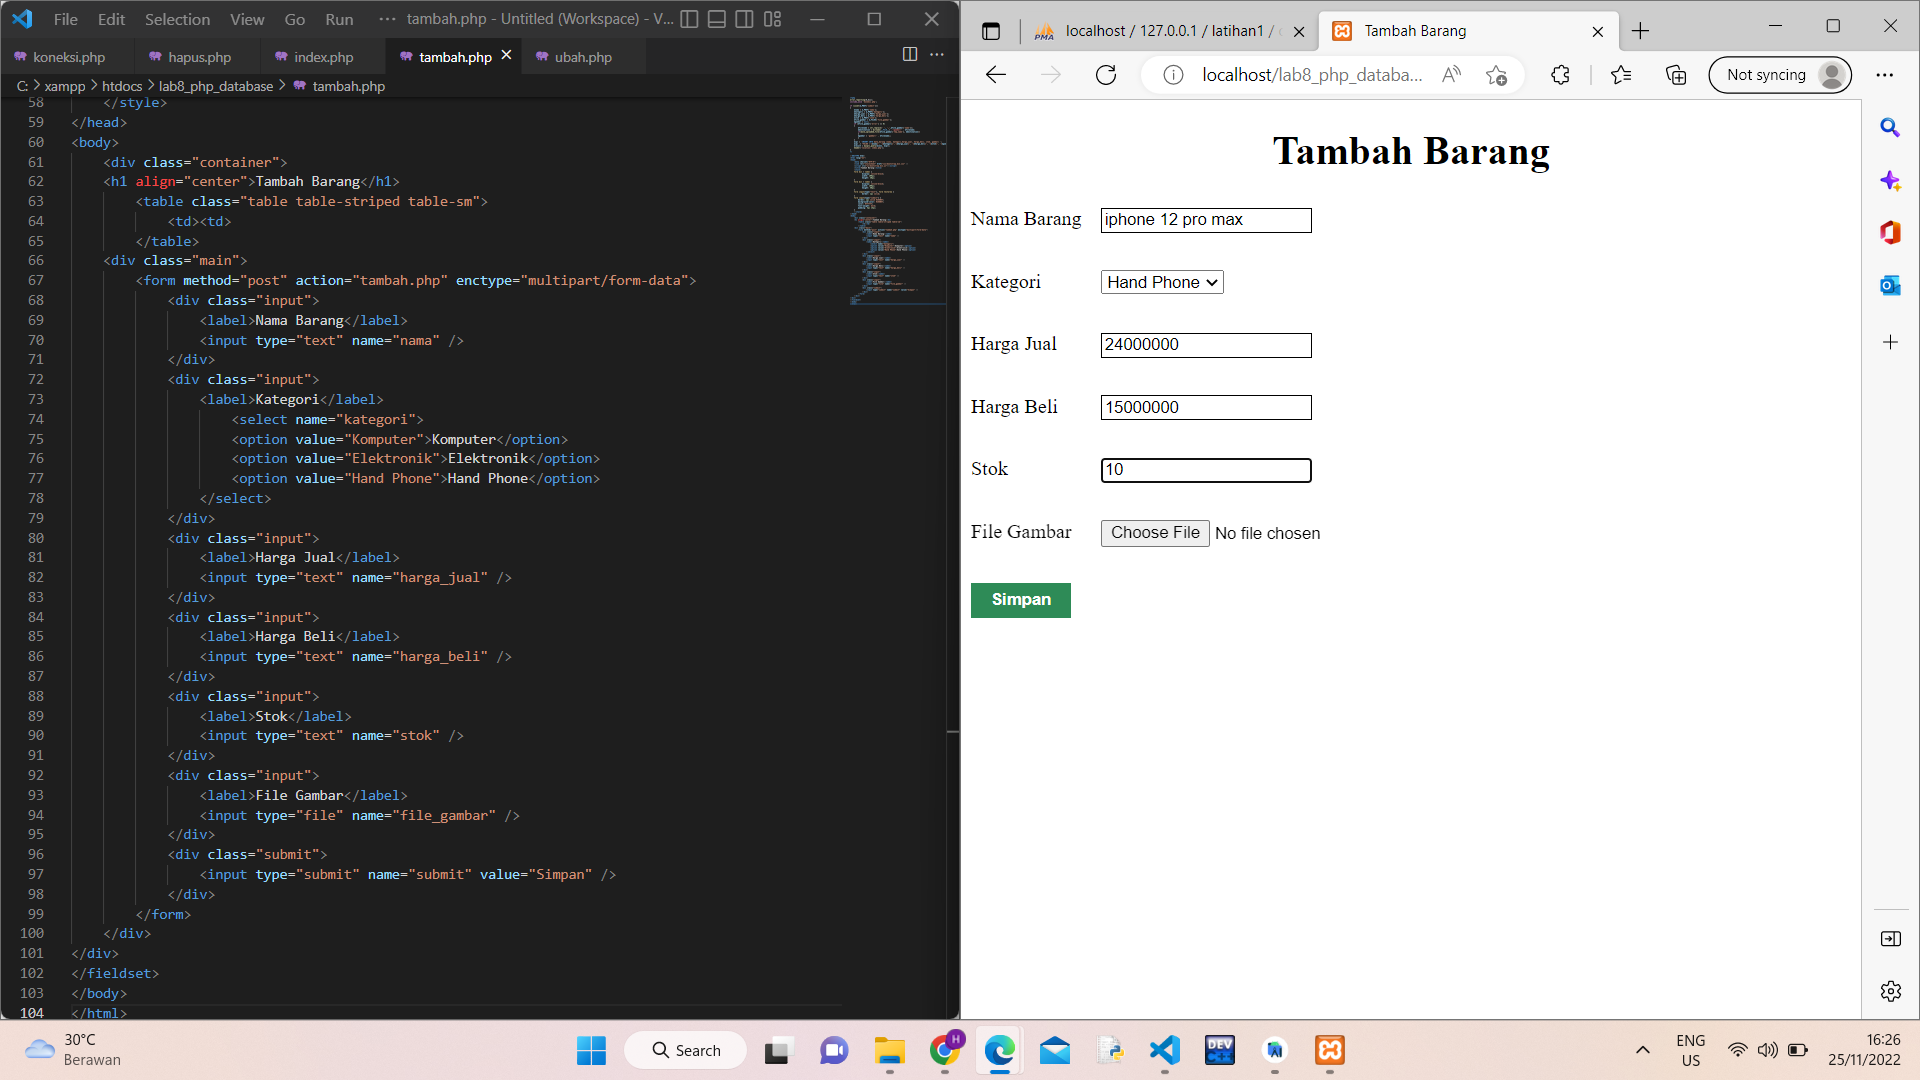 File Edit Selection View Go Run ··· tambah.php - Untitled (Workspace) - V...
koneksi.php hapus.php index.php tambah.php ubah.php
C: > xampp > htdocs > lab8_php_database > tambah.php
58 </style>
59 </head>
60 <body>
61 <div class="container">
62 <h1 align="center">Tambah Barang</h1>
63 <table class="table table-striped table-sm">
64 <td><td>
65 </table>
66 <div class="main">
67 <form method="post" action="tambah.php" enctype="multipart/form-data">
68 <div class="input">
69 <label>Nama Barang</label>
70 <input type="text" name="nama" />
71 </div>
72 <div class="input">
73 <label>Kategori</label>
74 <select name="kategori">
75 <option value="Komputer">Komputer</option>
76 <option value="Elektronik">Elektronik</option>
77 <option value="Hand Phone">Hand Phone</option>
78 </select>
79 </div>
80 <div class="input">
81 <label>Harga Jual</label>
82 <input type="text" name="harga_jual" />
83 </div>
84 <div class="input">
85 <label>Harga Beli</label>
86 <input type="text" name="harga_beli" />
87 </div>
88 <div class="input">
89 <label>Stok</label>
90 <input type="text" name="stok" />
91 </div>
92 <div class="input">
93 <label>File Gambar</label>
94 <input type="file" name="file_gambar" />
95 </div>
96 <div class="submit">
97 <input type="submit" name="submit" value="Simpan" />
98 </div>
99 </form>
100 </div>
101 </div>
102 </fieldset>
103 </body>
104 </html>
PMA localhost / 127.0.0.1 / latihan1 / Tambah Barang
localhost/lab8_php_databa... Not syncing
Tambah Barang
Nama Barang iphone 12 pro max
Kategori Hand Phone
Harga Jual 24000000
Harga Beli 15000000
Stok 10
File Gambar Choose File No file chosen
Simpan
30°C
Berawan
Search
H
DEV C++
ENG
US
16:26
25/11/2022